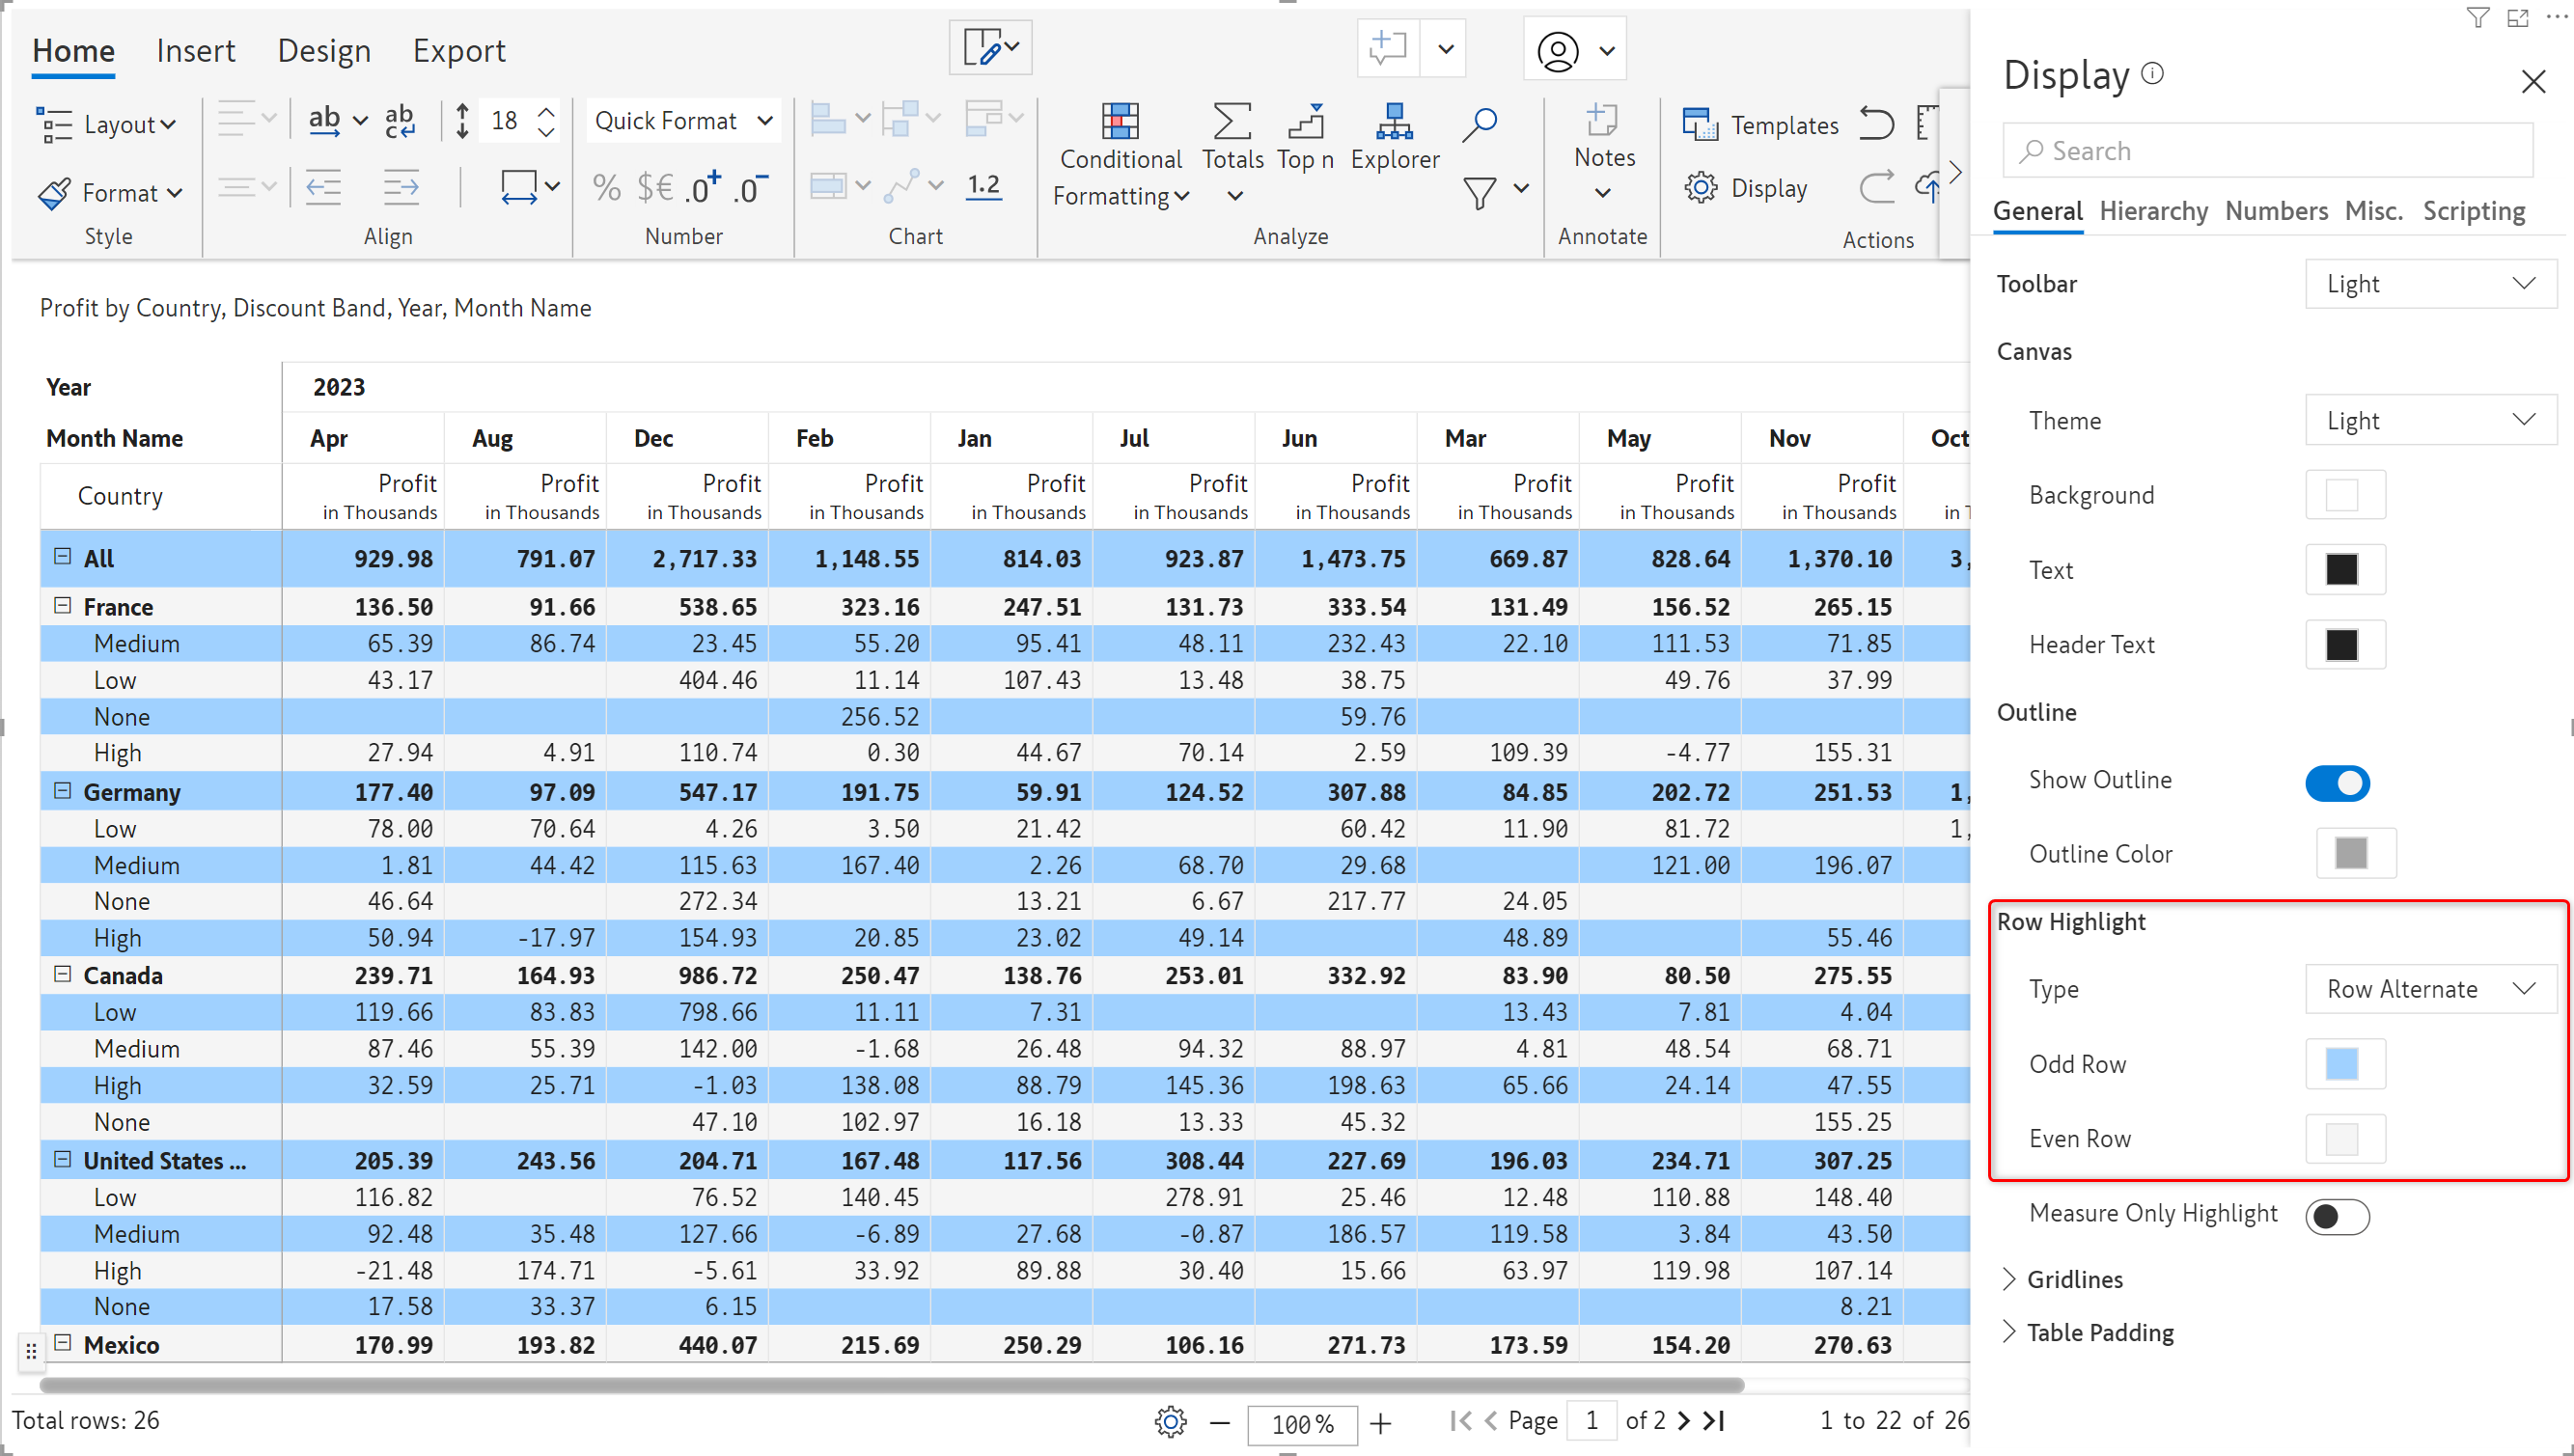 Home Insert Design Export
Layout ab ab c 18 Quick Format Conditional Formatting Totals Top n Explorer Notes Templates
Format % $€ .0+ .0- 1.2 Display
Style Align Number Chart Analyze Annotate Actions
Profit by Country, Discount Band, Year, Month Name
Year 2023
Month Name Apr Aug Dec Feb Jan Jul Jun Mar May Nov Oct
Country Profit Profit Profit Profit Profit Profit Profit Profit Profit Profit
in Thousands in Thousands in Thousands in Thousands in Thousands in Thousands in Thousands in Thousands in Thousands in Thousands in T
All 929.98 791.07 2,717.33 1,148.55 814.03 923.87 1,473.75 669.87 828.64 1,370.10 3,
France 136.50 91.66 538.65 323.16 247.51 131.73 333.54 131.49 156.52 265.15
Medium 65.39 86.74 23.45 55.20 95.41 48.11 232.43 22.10 111.53 71.85
Low 43.17 404.46 11.14 107.43 13.48 38.75 49.76 37.99
None 256.52 59.76
High 27.94 4.91 110.74 0.30 44.67 70.14 2.59 109.39 -4.77 155.31
Germany 177.40 97.09 547.17 191.75 59.91 124.52 307.88 84.85 202.72 251.53 1,
Low 78.00 70.64 4.26 3.50 21.42 60.42 11.90 81.72 1,
Medium 1.81 44.42 115.63 167.40 2.26 68.70 29.68 121.00 196.07
None 46.64 272.34 13.21 6.67 217.77 24.05
High 50.94 -17.97 154.93 20.85 23.02 49.14 48.89 55.46
Canada 239.71 164.93 986.72 250.47 138.76 253.01 332.92 83.90 80.50 275.55
Low 119.66 83.83 798.66 11.11 7.31 13.43 7.81 4.04
Medium 87.46 55.39 142.00 -1.68 26.48 94.32 88.97 4.81 48.54 68.71
High 32.59 25.71 -1.03 138.08 88.79 145.36 198.63 65.66 24.14 47.55
None 47.10 102.97 16.18 13.33 45.32 155.25
United States ... 205.39 243.56 204.71 167.48 117.56 308.44 227.69 196.03 234.71 307.25
Low 116.82 76.52 140.45 278.91 25.46 12.48 110.88 148.40
Medium 92.48 35.48 127.66 -6.89 27.68 -0.87 186.57 119.58 3.84 43.50
High -21.48 174.71 -5.61 33.92 89.88 30.40 15.66 63.97 119.98 107.14
None 17.58 33.37 6.15 8.21
Mexico 170.99 193.82 440.07 215.69 250.29 106.16 271.73 173.59 154.20 270.63
Total rows: 26 100% Page 1 of 2 1 to 22 of 26
Display
Search
General Hierarchy Numbers Misc. Scripting
Toolbar Light
Canvas
Theme Light
Background
Text
Header Text
Outline
Show Outline
Outline Color
Row Highlight
Type Row Alternate
Odd Row
Even Row
Measure Only Highlight
Gridlines
Table Padding